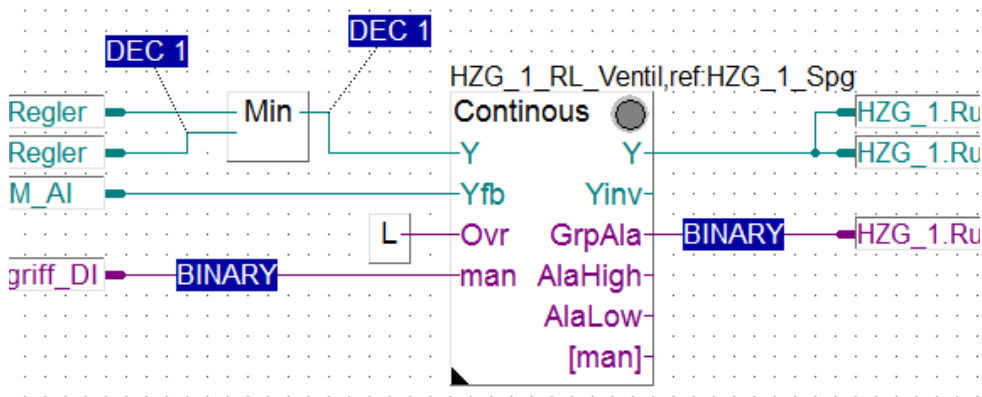 DEC 1
DEC 1
HZG_1_RL_Ventil,ref:HZG_1_Spg
Regler
Min
Continous
HZG_1.Ru
Regler
Y
Y
HZG_1.Ru
M_AI
Yfb
Yinv
L
Ovr
GrpAla
BINARY
HZG_1.Ru
griff_DI
BINARY
man
AlaHigh
AlaLow
[man]